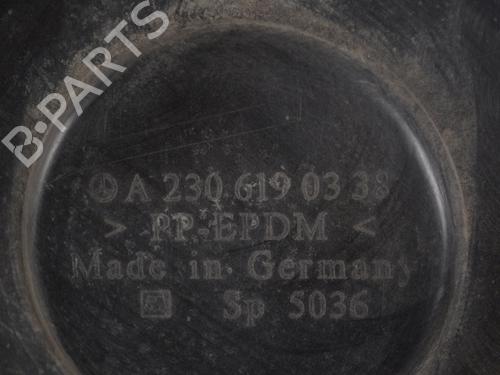 B-PARTS
A 230 619 03 38
> PP-EPDM <
Made in Germany
Sp 5036